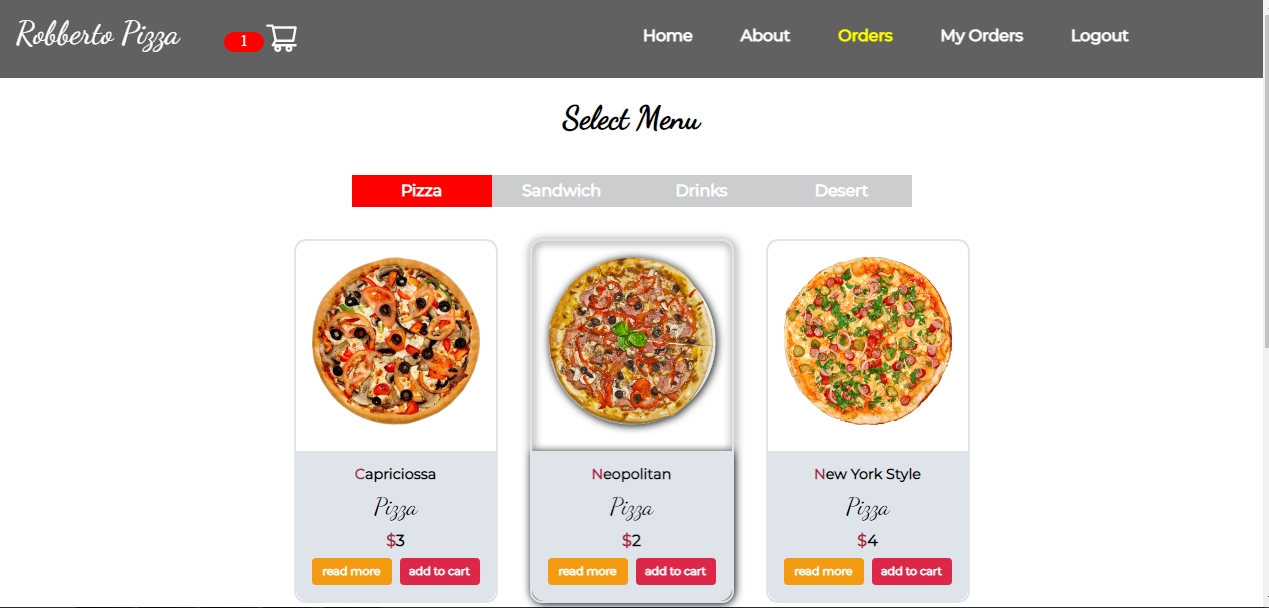 Robberto Pizza 1 Home About Orders My Orders Logout
Select Menu
Pizza Sandwich Drinks Desert
Capriciossa Neopolitan New York Style
Pizza Pizza Pizza
$3 $2 $4
read more add to cart read more add to cart read more add to cart